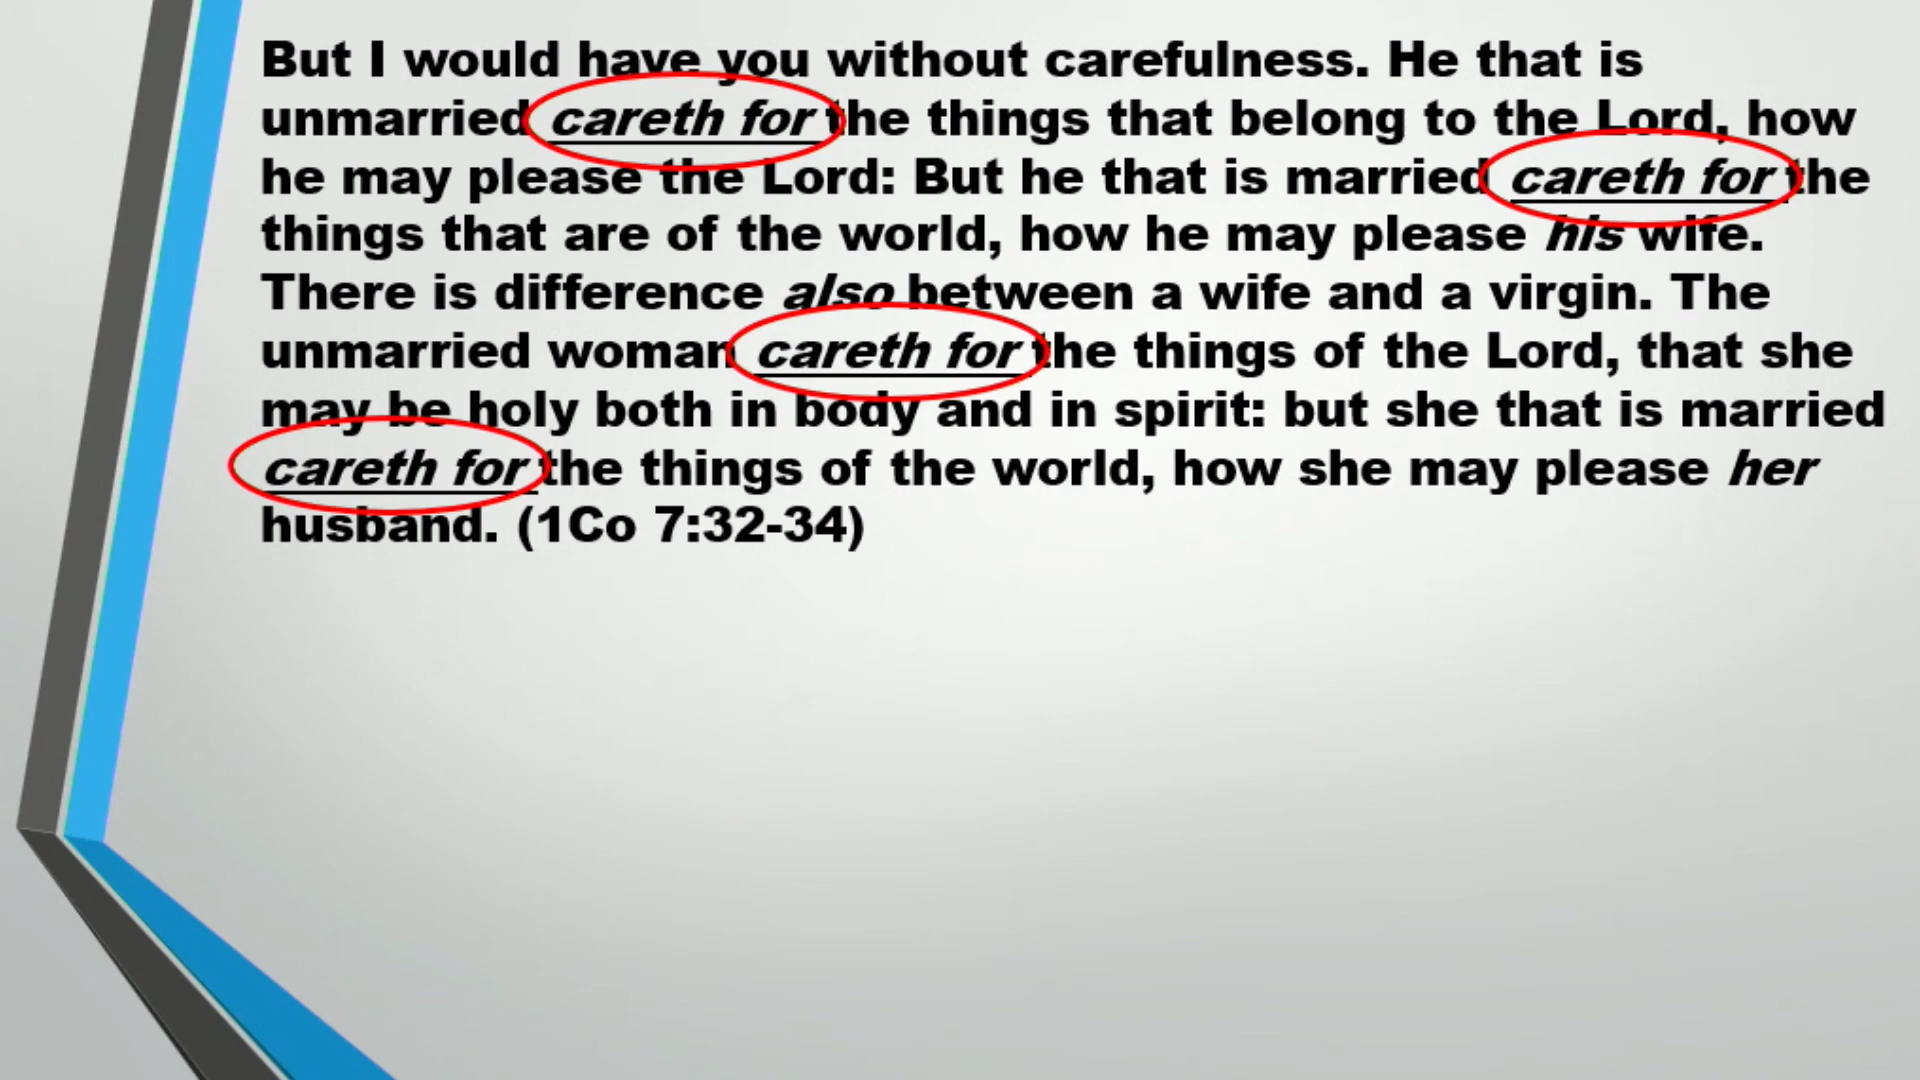 But I would have you without carefulness. He that is
unmarried careth for the things that belong to the Lord, how
he may please the Lord: But he that is married careth for the
things that are of the world, how he may please his wife.
There is difference also between a wife and a virgin. The
unmarried woman careth for the things of the Lord, that she
may be holy both in body and in spirit: but she that is married
careth for the things of the world, how she may please her
husband. (1Co 7:32-34)